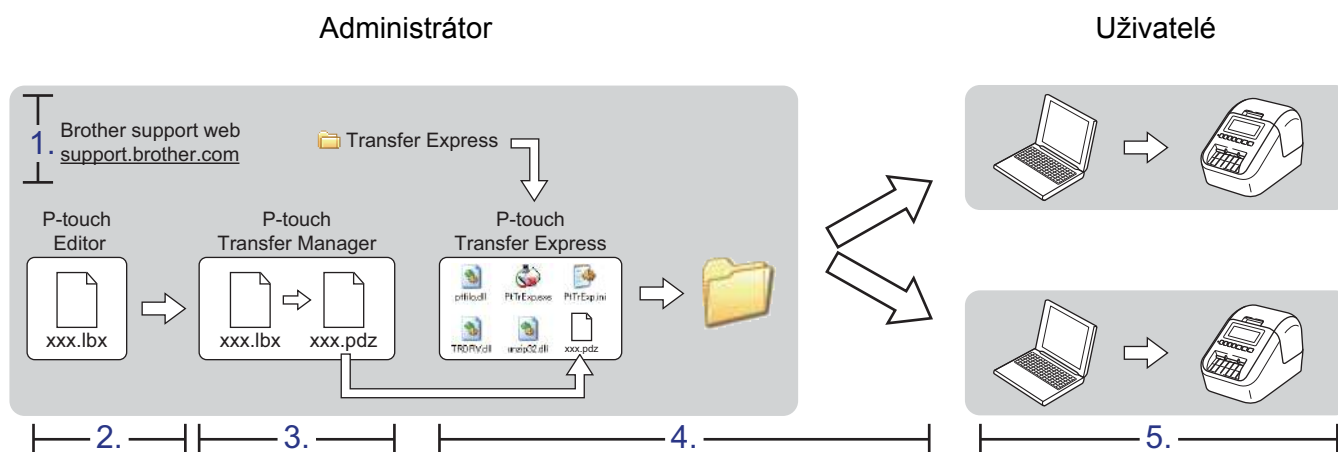 Administrátor
Uživatelé
1.
Brother support web
support.brother.com
Transfer Express
P-touch
Editor
P-touch
Transfer Manager
P-touch
Transfer Express
xxx.lbx
xxx.lbx
xxx.pdz
PtTrExp.exe
PtTrExp.ini
TRDRV.dll
unzip32.dll
xxx.pdz
2.
3.
4.
5.